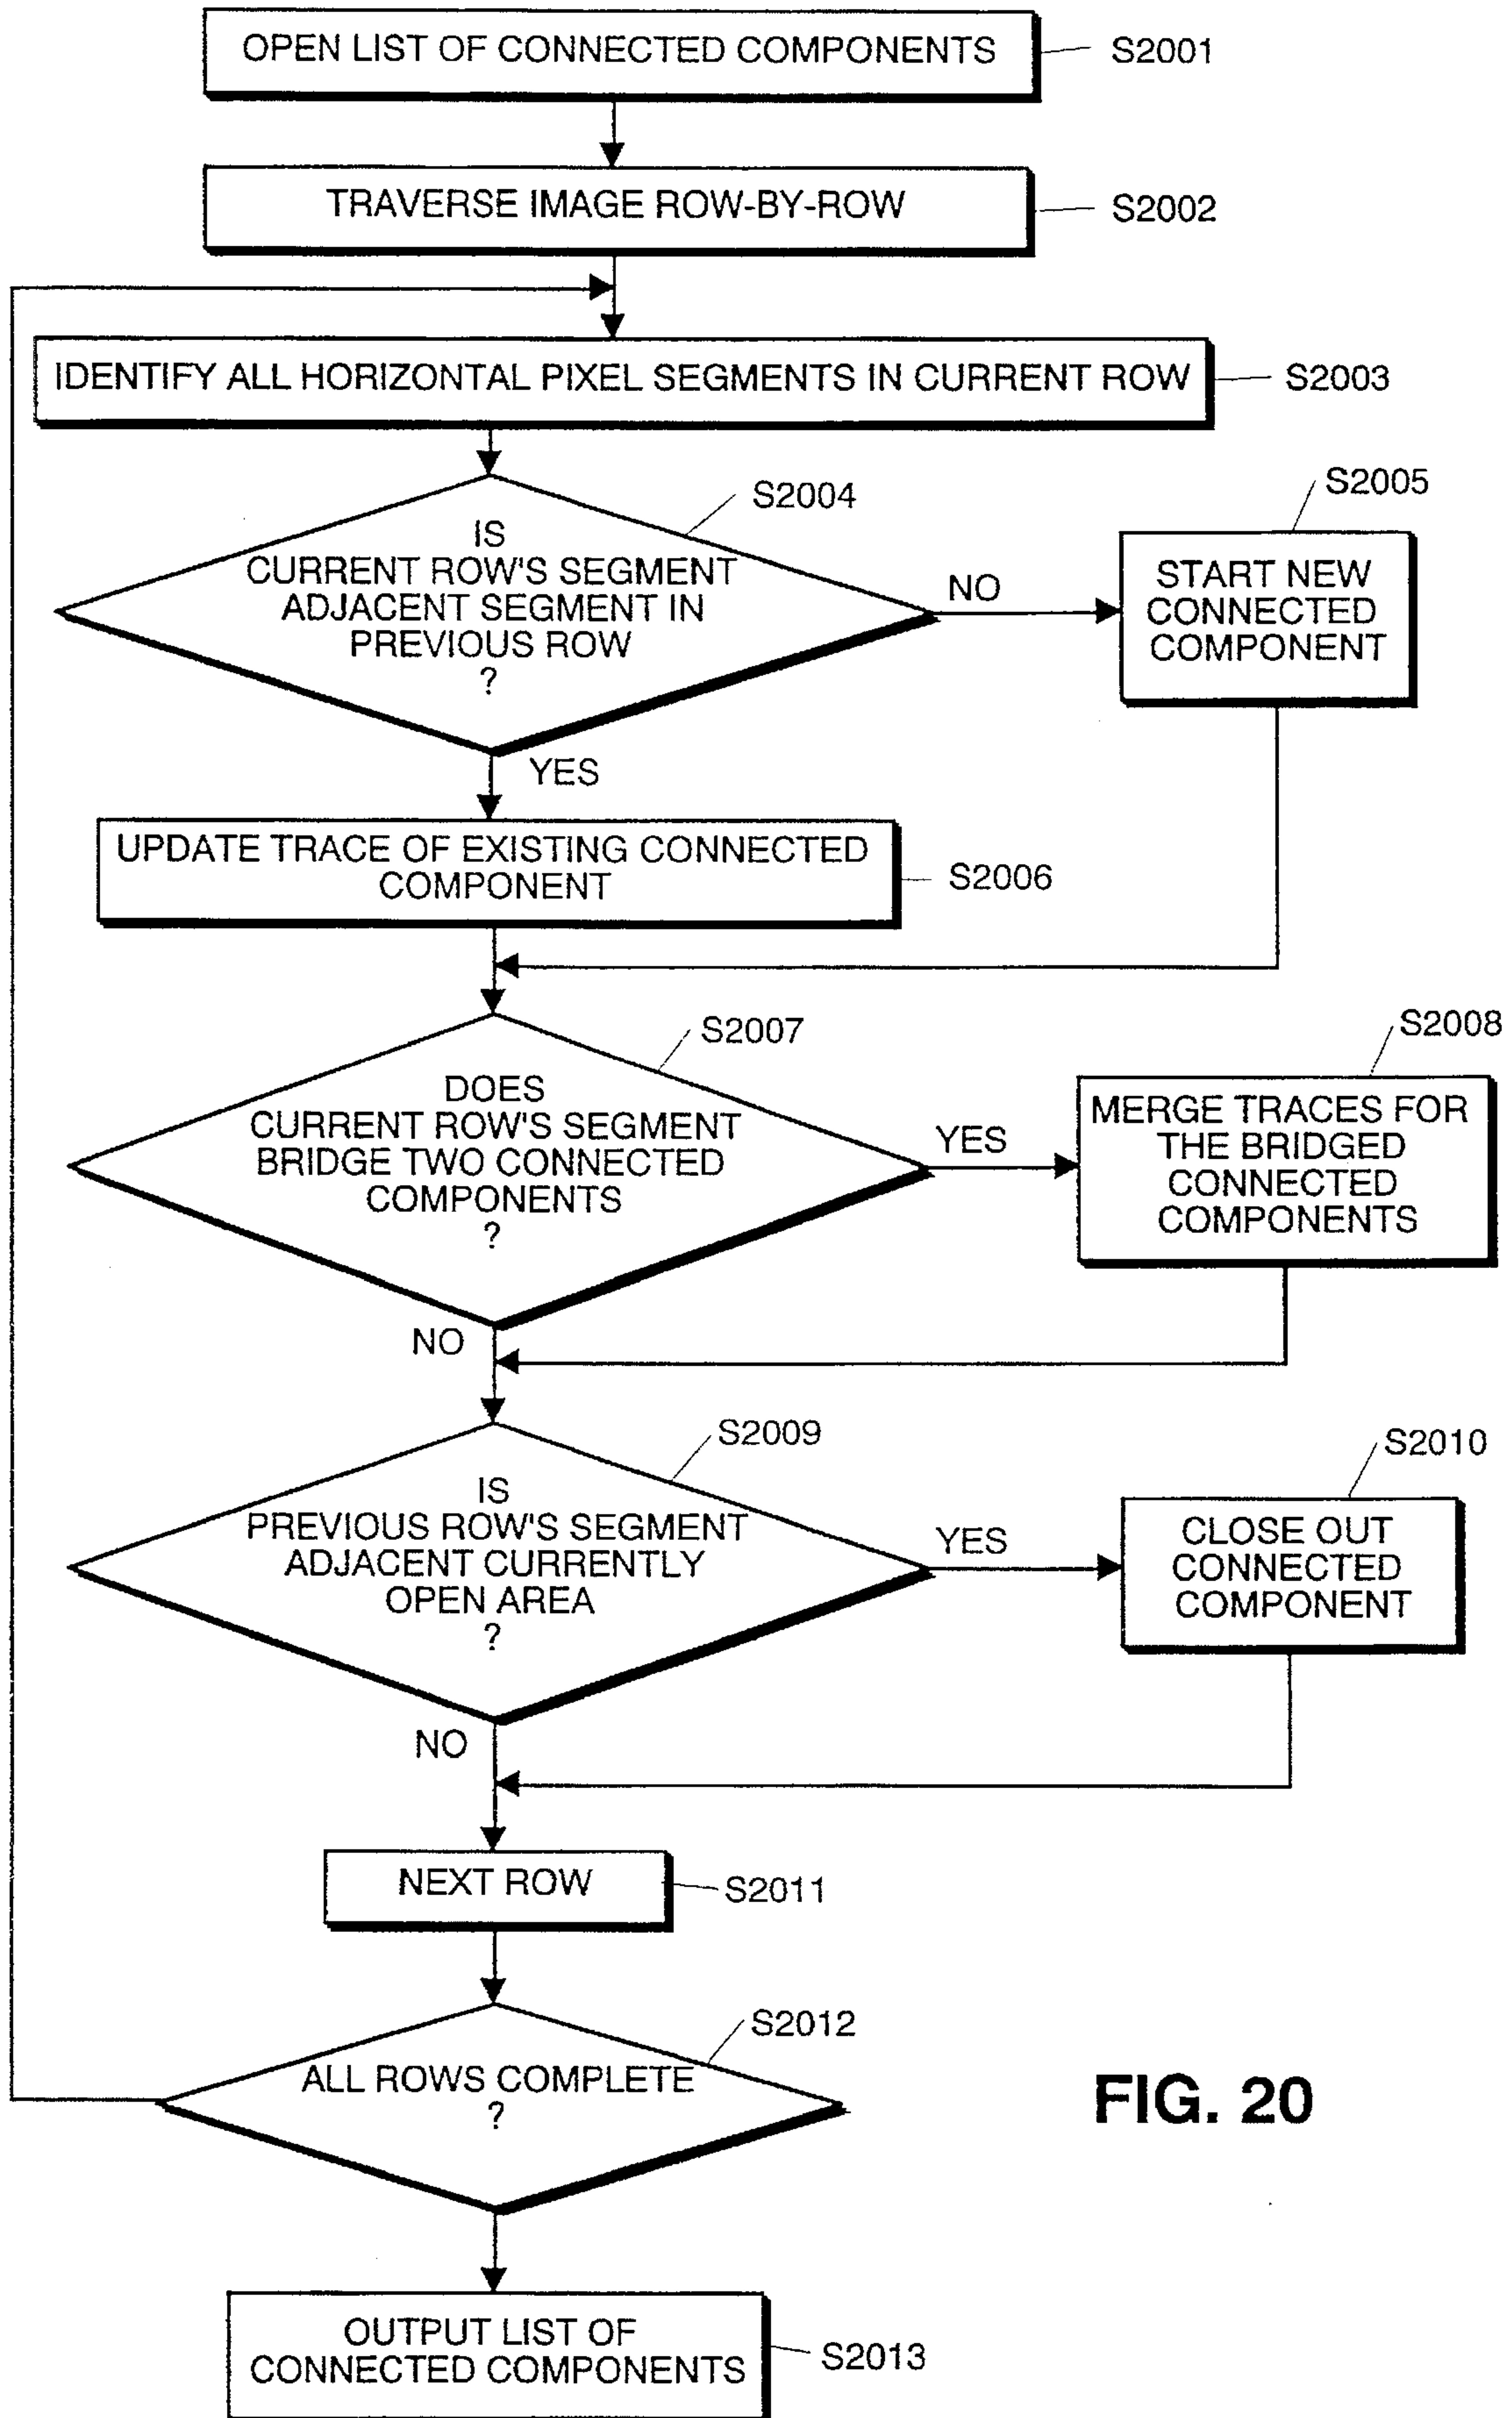 OPEN LIST OF CONNECTED COMPONENTS
S2001
TRAVERSE IMAGE ROW-BY-ROW
S2002
IDENTIFY ALL HORIZONTAL PIXEL SEGMENTS IN CURRENT ROW
S2003
S2004
IS
CURRENT ROW'S SEGMENT
ADJACENT SEGMENT IN
PREVIOUS ROW
?
NO
S2005
START NEW
CONNECTED
COMPONENT
YES
UPDATE TRACE OF EXISTING CONNECTED
COMPONENT
S2006
S2007
DOES
CURRENT ROW'S SEGMENT
BRIDGE TWO CONNECTED
COMPONENTS
?
YES
S2008
MERGE TRACES FOR
THE BRIDGED
CONNECTED
COMPONENTS
NO
S2009
IS
PREVIOUS ROW'S SEGMENT
ADJACENT CURRENTLY
OPEN AREA
?
YES
S2010
CLOSE OUT
CONNECTED
COMPONENT
NO
NEXT ROW
S2011
S2012
ALL ROWS COMPLETE
?
FIG. 20
OUTPUT LIST OF
CONNECTED COMPONENTS
S2013